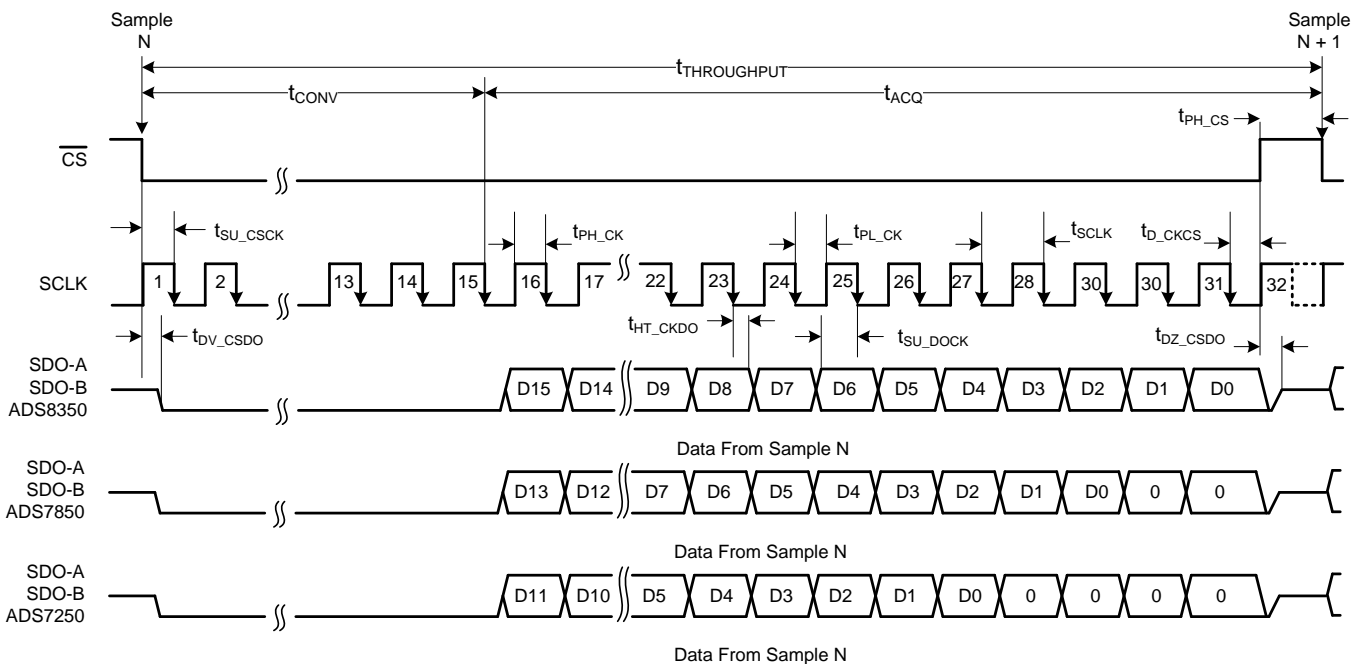 Sample
N
Sample
N + 1
tTHROUGHPUT
tCONV
tACQ
tPH_CS
CS
tSU_CSCK
tPH_CK
tPL_CK
tSCLK
tD_CKCS
SCLK
1 2 13 14 15 16 17 22 23 24 25 26 27 28 30 30 31 32
tDV_CSDO
tHT_CKDO
tSU_DOCK
tDZ_CSDO
SDO-A
SDO-B
ADS8350
D15 D14 D9 D8 D7 D6 D5 D4 D3 D2 D1 D0
Data From Sample N
SDO-A
SDO-B
ADS7850
D13 D12 D7 D6 D5 D4 D3 D2 D1 D0 0 0
Data From Sample N
SDO-A
SDO-B
ADS7250
D11 D10 D5 D4 D3 D2 D1 D0 0 0 0 0
Data From Sample N